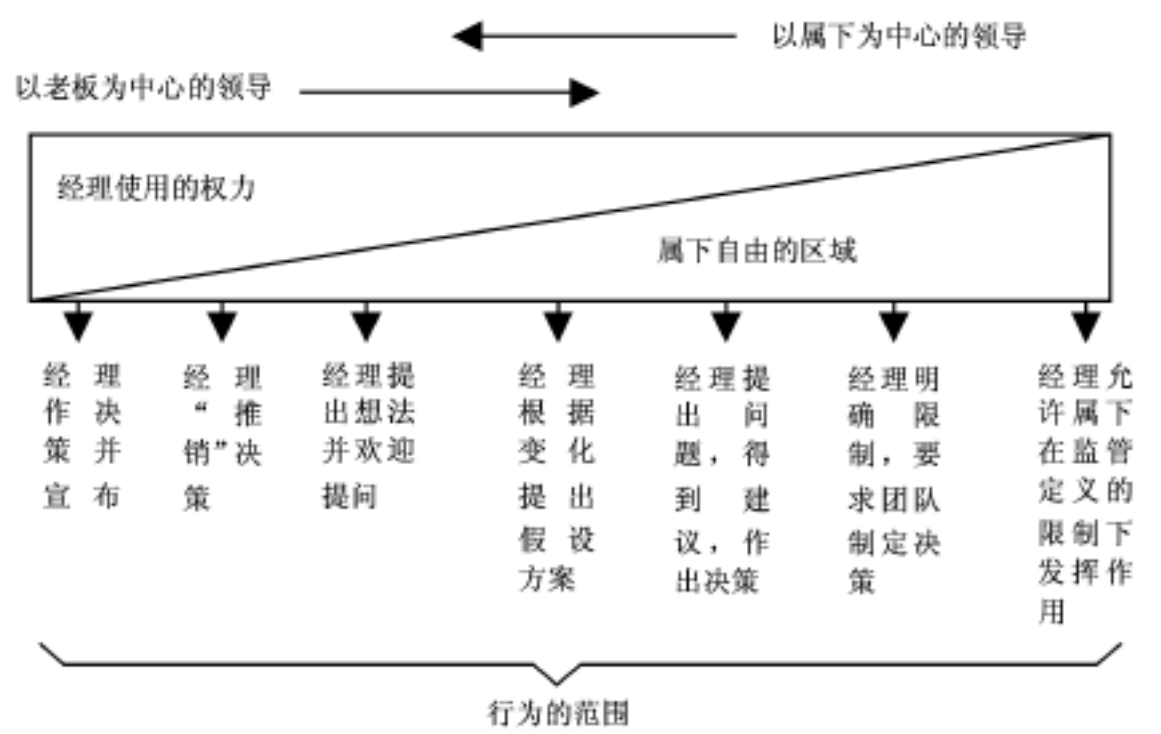 以属下为中心的领导
以老板为中心的领导
经理使用的权力
属下自由的区域
经理
作决
策并
宣布
经理
“推
销”决
策
经理提
出想法
并欢迎
提问
经理
根据
变化
提出
假设
方案
经理提
出问
题，得
到建
议，作
出决策
经理明
确限
制，要
求团队
制定决
策
经理允
许属下
在监管
定义的
限制下
发挥作
用
行为的范围